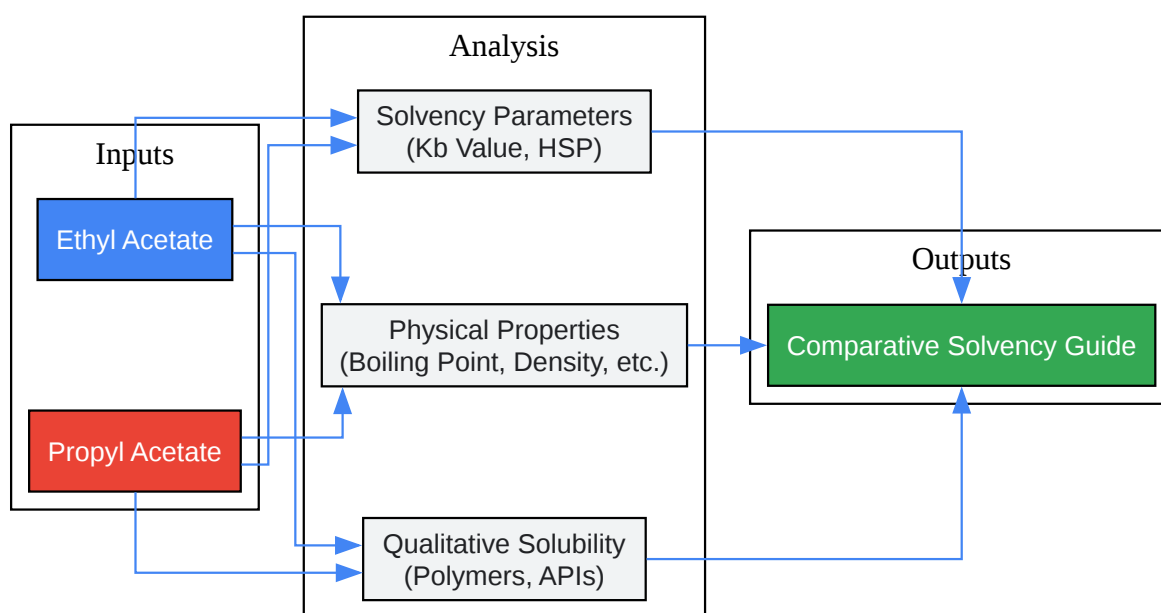 Inputs
Ethyl Acetate
Propyl Acetate
Analysis
Solvency Parameters
(Kb Value, HSP)
Physical Properties
(Boiling Point, Density, etc.)
Qualitative Solubility
(Polymers, APIs)
Outputs
Comparative Solvency Guide